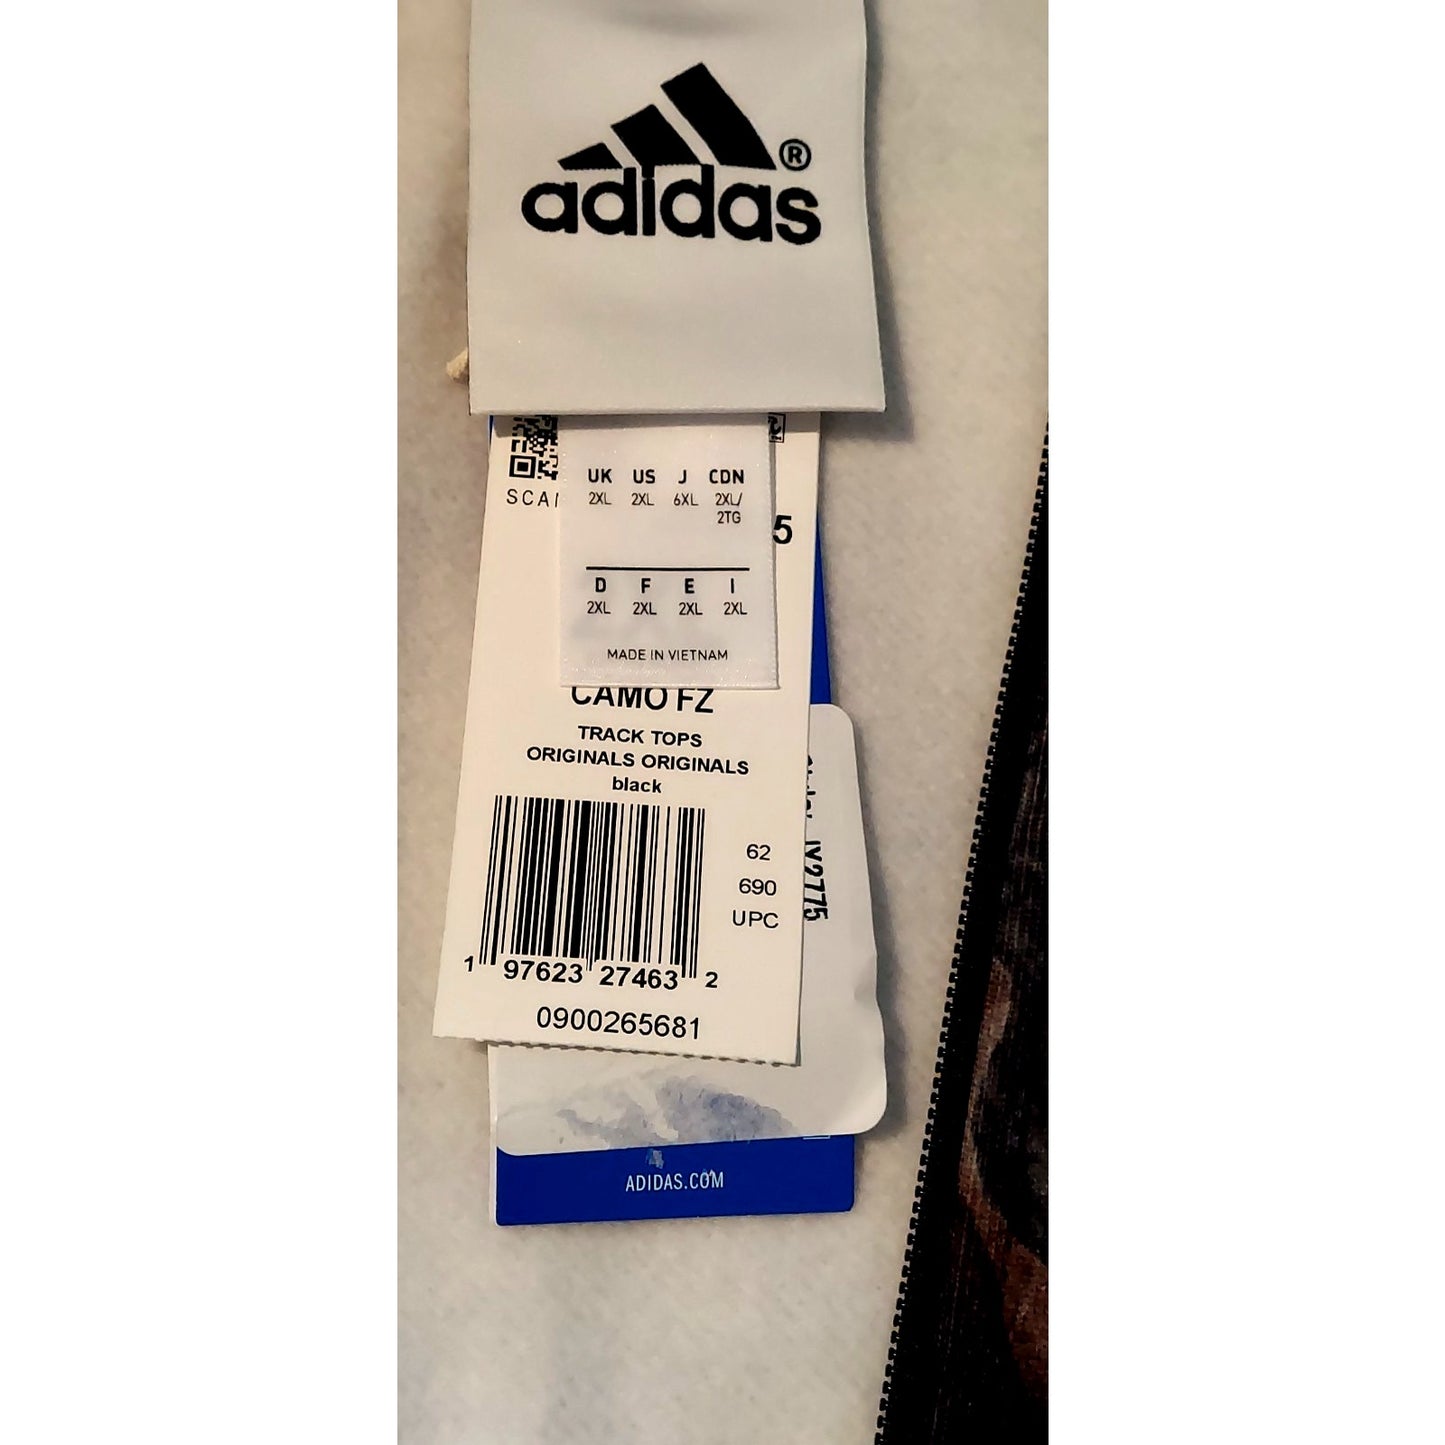 adidas®
SCAN
UK US J CDN
2XL 2XL 6XL 2XL/
2TG
5
D F E I
2XL 2XL 2XL 2XL
MADE IN VIETNAM
CAMO FZ
TRACK TOPS
ORIGINALS ORIGINALS
black
62
690
UPC
1 97623 27463 2
0900265681
IX2775
ADIDAS.COM